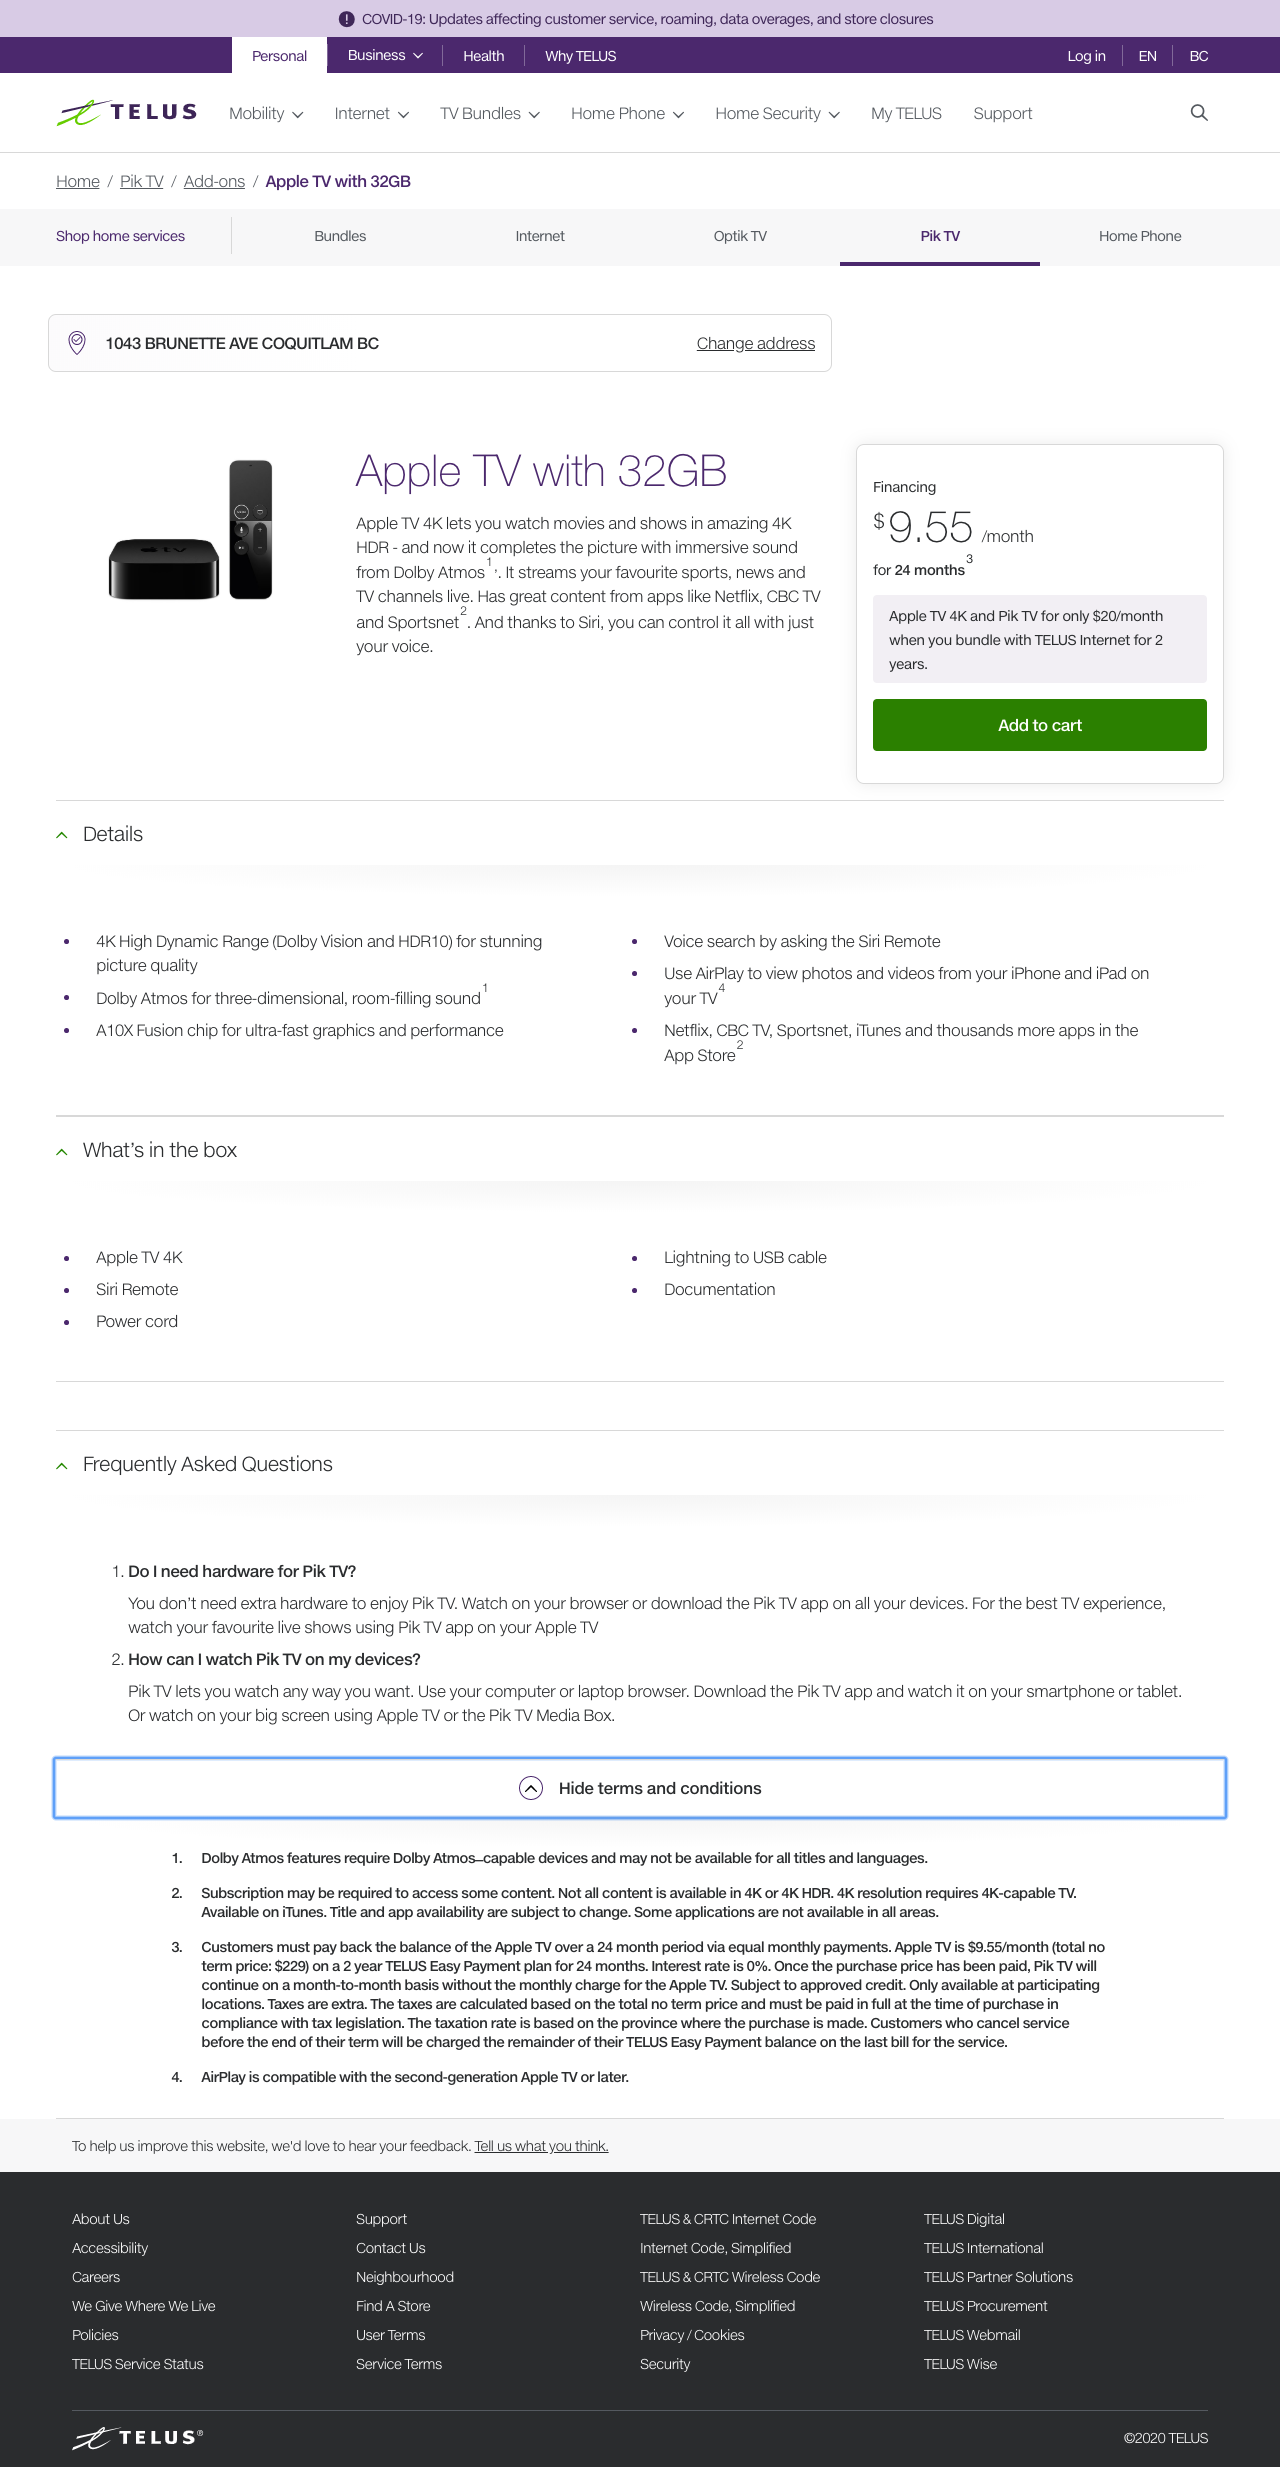 COVID-19: Updates affecting customer service, roaming, data overages, and store closures
Personal Business Health Why TELUS Log in EN BC
TELUS Mobility Internet TV Bundles Home Phone Home Security My TELUS Support
Home / Pik TV / Add-ons / Apple TV with 32GB
Shop home services Bundles Internet Optik TV Pik TV Home Phone
1043 BRUNETTE AVE COQUITLAM BC Change address
Apple TV with 32GB
Apple TV 4K lets you watch movies and shows in amazing 4K
HDR - and now it completes the picture with immersive sound
from Dolby Atmos1,. It streams your favourite sports, news and
TV channels live. Has great content from apps like Netflix, CBC TV
and Sportsnet2. And thanks to Siri, you can control it all with just
your voice.
Financing
$9.55 /month
for 24 months3
Apple TV 4K and Pik TV for only $20/month
when you bundle with TELUS Internet for 2
years.
Add to cart
Details
4K High Dynamic Range (Dolby Vision and HDR10) for stunning
picture quality
Dolby Atmos for three-dimensional, room-filling sound1
A10X Fusion chip for ultra-fast graphics and performance
Voice search by asking the Siri Remote
Use AirPlay to view photos and videos from your iPhone and iPad on
your TV4
Netflix, CBC TV, Sportsnet, iTunes and thousands more apps in the
App Store2
What's in the box
Apple TV 4K
Siri Remote
Power cord
Lightning to USB cable
Documentation
Frequently Asked Questions
1. Do I need hardware for Pik TV?
You don't need extra hardware to enjoy Pik TV. Watch on your browser or download the Pik TV app on all your devices. For the best TV experience,
watch your favourite live shows using Pik TV app on your Apple TV
2. How can I watch Pik TV on my devices?
Pik TV lets you watch any way you want. Use your computer or laptop browser. Download the Pik TV app and watch it on your smartphone or tablet.
Or watch on your big screen using Apple TV or the Pik TV Media Box.
Hide terms and conditions
1. Dolby Atmos features require Dolby Atmos–capable devices and may not be available for all titles and languages.
2. Subscription may be required to access some content. Not all content is available in 4K or 4K HDR. 4K resolution requires 4K-capable TV.
Available on iTunes. Title and app availability are subject to change. Some applications are not available in all areas.
3. Customers must pay back the balance of the Apple TV over a 24 month period via equal monthly payments. Apple TV is $9.55/month (total no
term price: $229) on a 2 year TELUS Easy Payment plan for 24 months. Interest rate is 0%. Once the purchase price has been paid, Pik TV will
continue on a month-to-month basis without the monthly charge for the Apple TV. Subject to approved credit. Only available at participating
locations. Taxes are extra. The taxes are calculated based on the total no term price and must be paid in full at the time of purchase in
compliance with tax legislation. The taxation rate is based on the province where the purchase is made. Customers who cancel service
before the end of their term will be charged the remainder of their TELUS Easy Payment balance on the last bill for the service.
4. AirPlay is compatible with the second-generation Apple TV or later.
To help us improve this website, we'd love to hear your feedback. Tell us what you think.
About Us
Accessibility
Careers
We Give Where We Live
Policies
TELUS Service Status
Support
Contact Us
Neighbourhood
Find A Store
User Terms
Service Terms
TELUS & CRTC Internet Code
Internet Code, Simplified
TELUS & CRTC Wireless Code
Wireless Code, Simplified
Privacy / Cookies
Security
TELUS Digital
TELUS International
TELUS Partner Solutions
TELUS Procurement
TELUS Webmail
TELUS Wise
TELUS® ©2020 TELUS